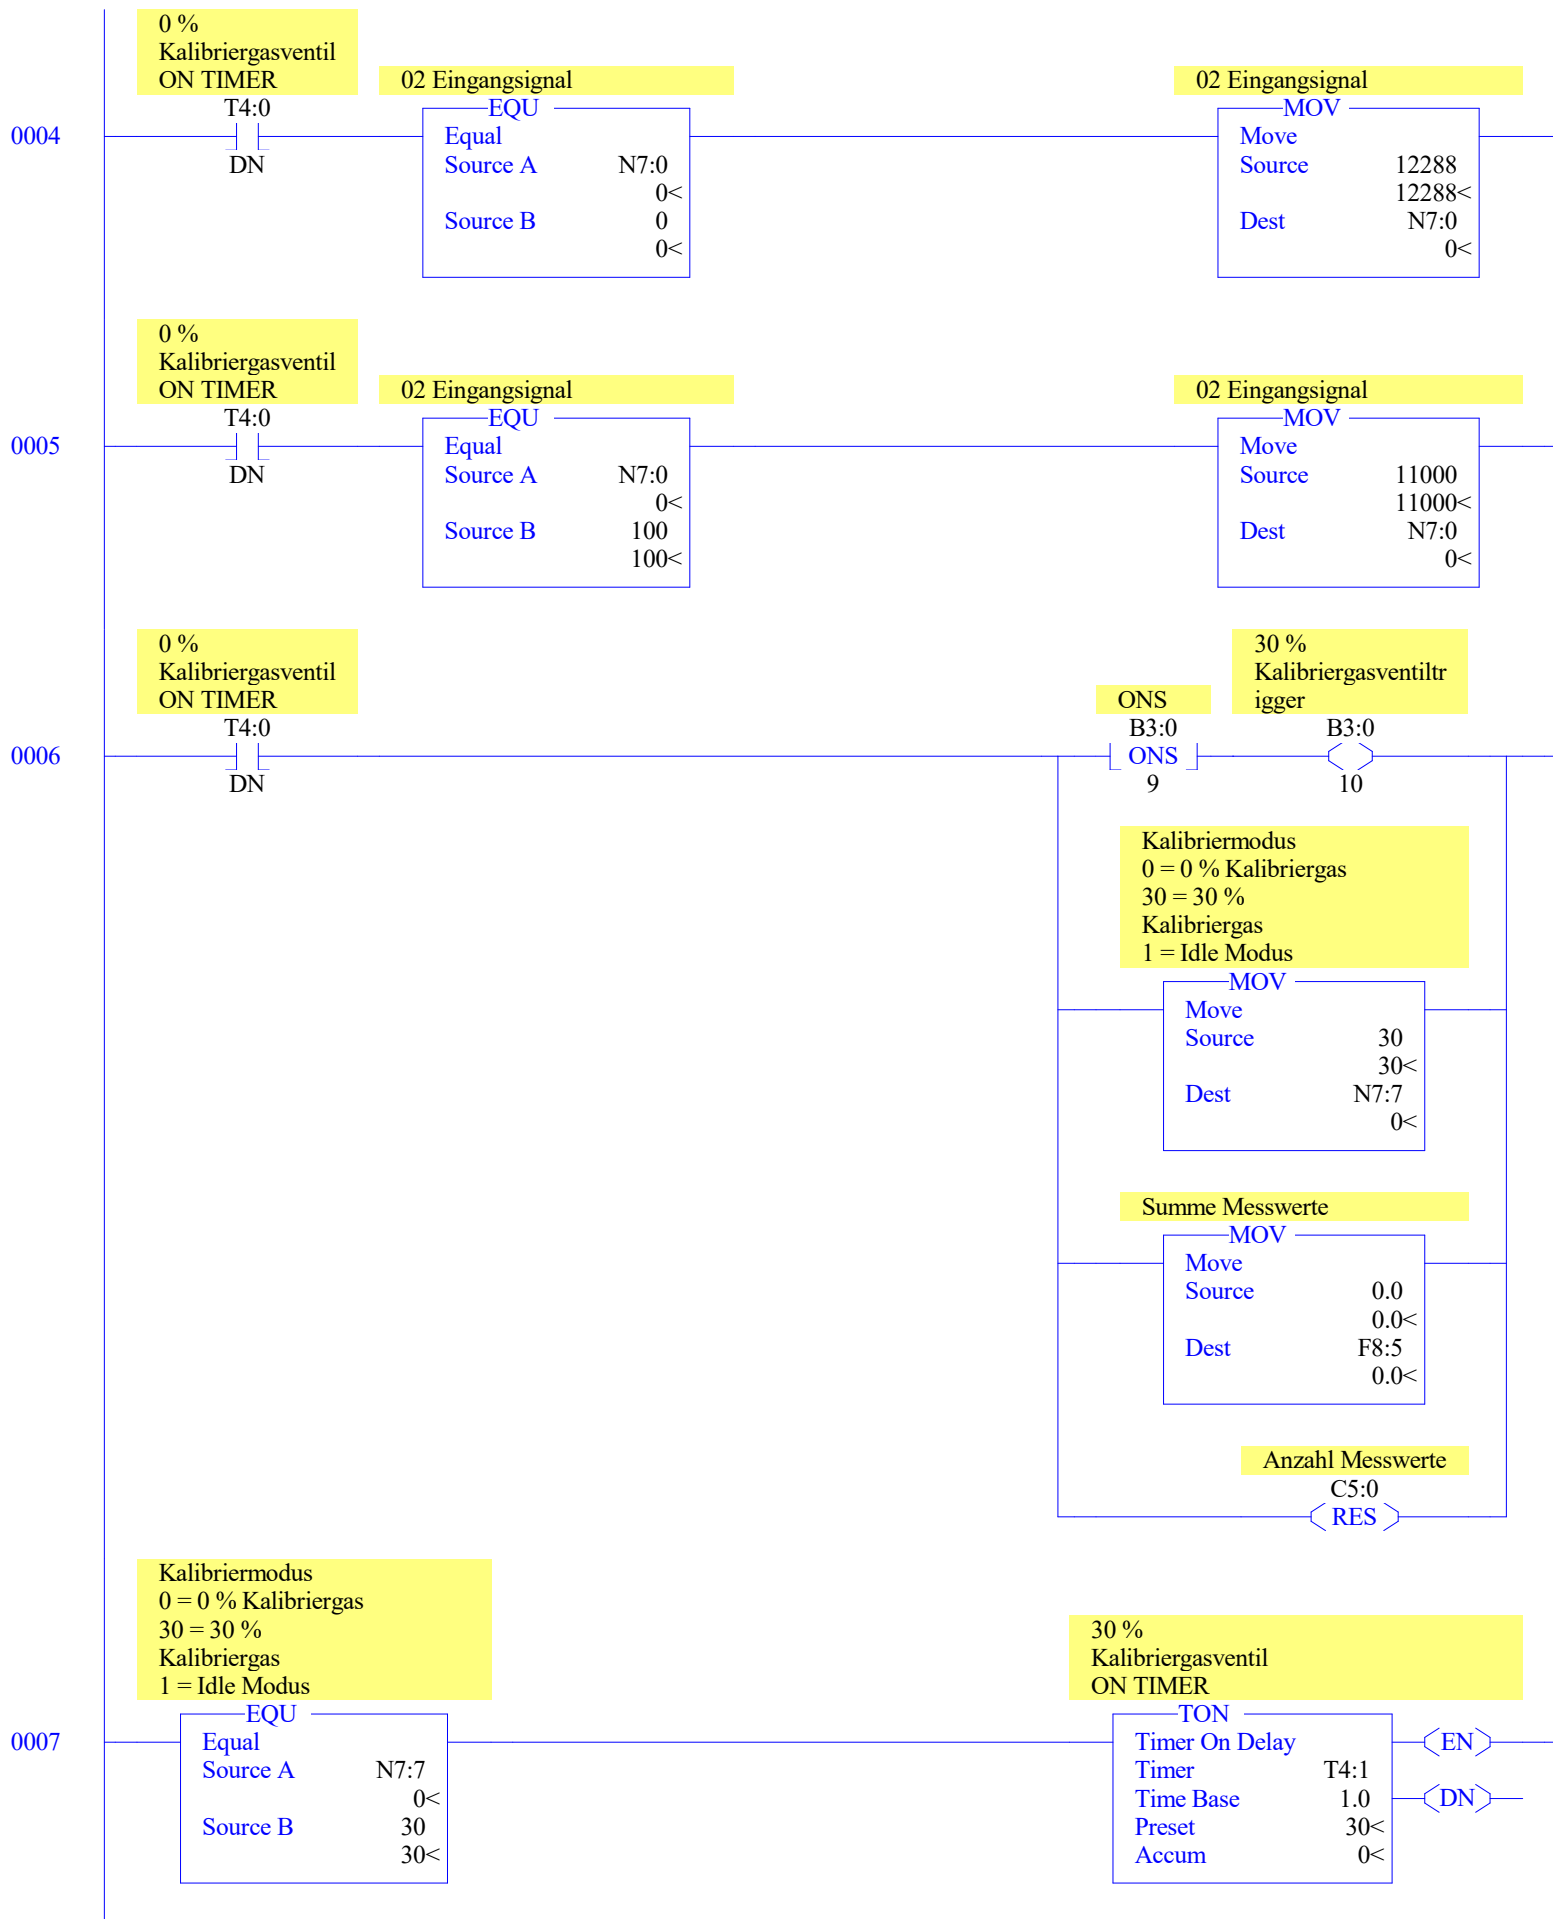 0 %
Kalibriergasventil
ON TIMER
T4:0
DN
02 Eingangsignal
EQU
Equal
Source A N7:0
0<
Source B 0
0<
02 Eingangsignal
MOV
Move
Source 12288
12288<
Dest N7:0
0<
0004
0 %
Kalibriergasventil
ON TIMER
T4:0
DN
02 Eingangsignal
EQU
Equal
Source A N7:0
0<
Source B 100
100<
02 Eingangsignal
MOV
Move
Source 11000
11000<
Dest N7:0
0<
0005
0 %
Kalibriergasventil
ON TIMER
T4:0
DN
0006
ONS
B3:0
ONS
9
30 %
Kalibriergasventiltr
igger
B3:0
10
Kalibriermodus
0 = 0 % Kalibriergas
30 = 30 %
Kalibriergas
1 = Idle Modus
MOV
Move
Source 30
30<
Dest N7:7
0<
Summe Messwerte
MOV
Move
Source 0.0
0.0<
Dest F8:5
0.0<
Anzahl Messwerte
C5:0
RES
Kalibriermodus
0 = 0 % Kalibriergas
30 = 30 %
Kalibriergas
1 = Idle Modus
EQU
Equal
Source A N7:7
0<
Source B 30
30<
0007
30 %
Kalibriergasventil
ON TIMER
TON
Timer On Delay
Timer T4:1
Time Base 1.0
Preset 30<
Accum 0<
EN
DN